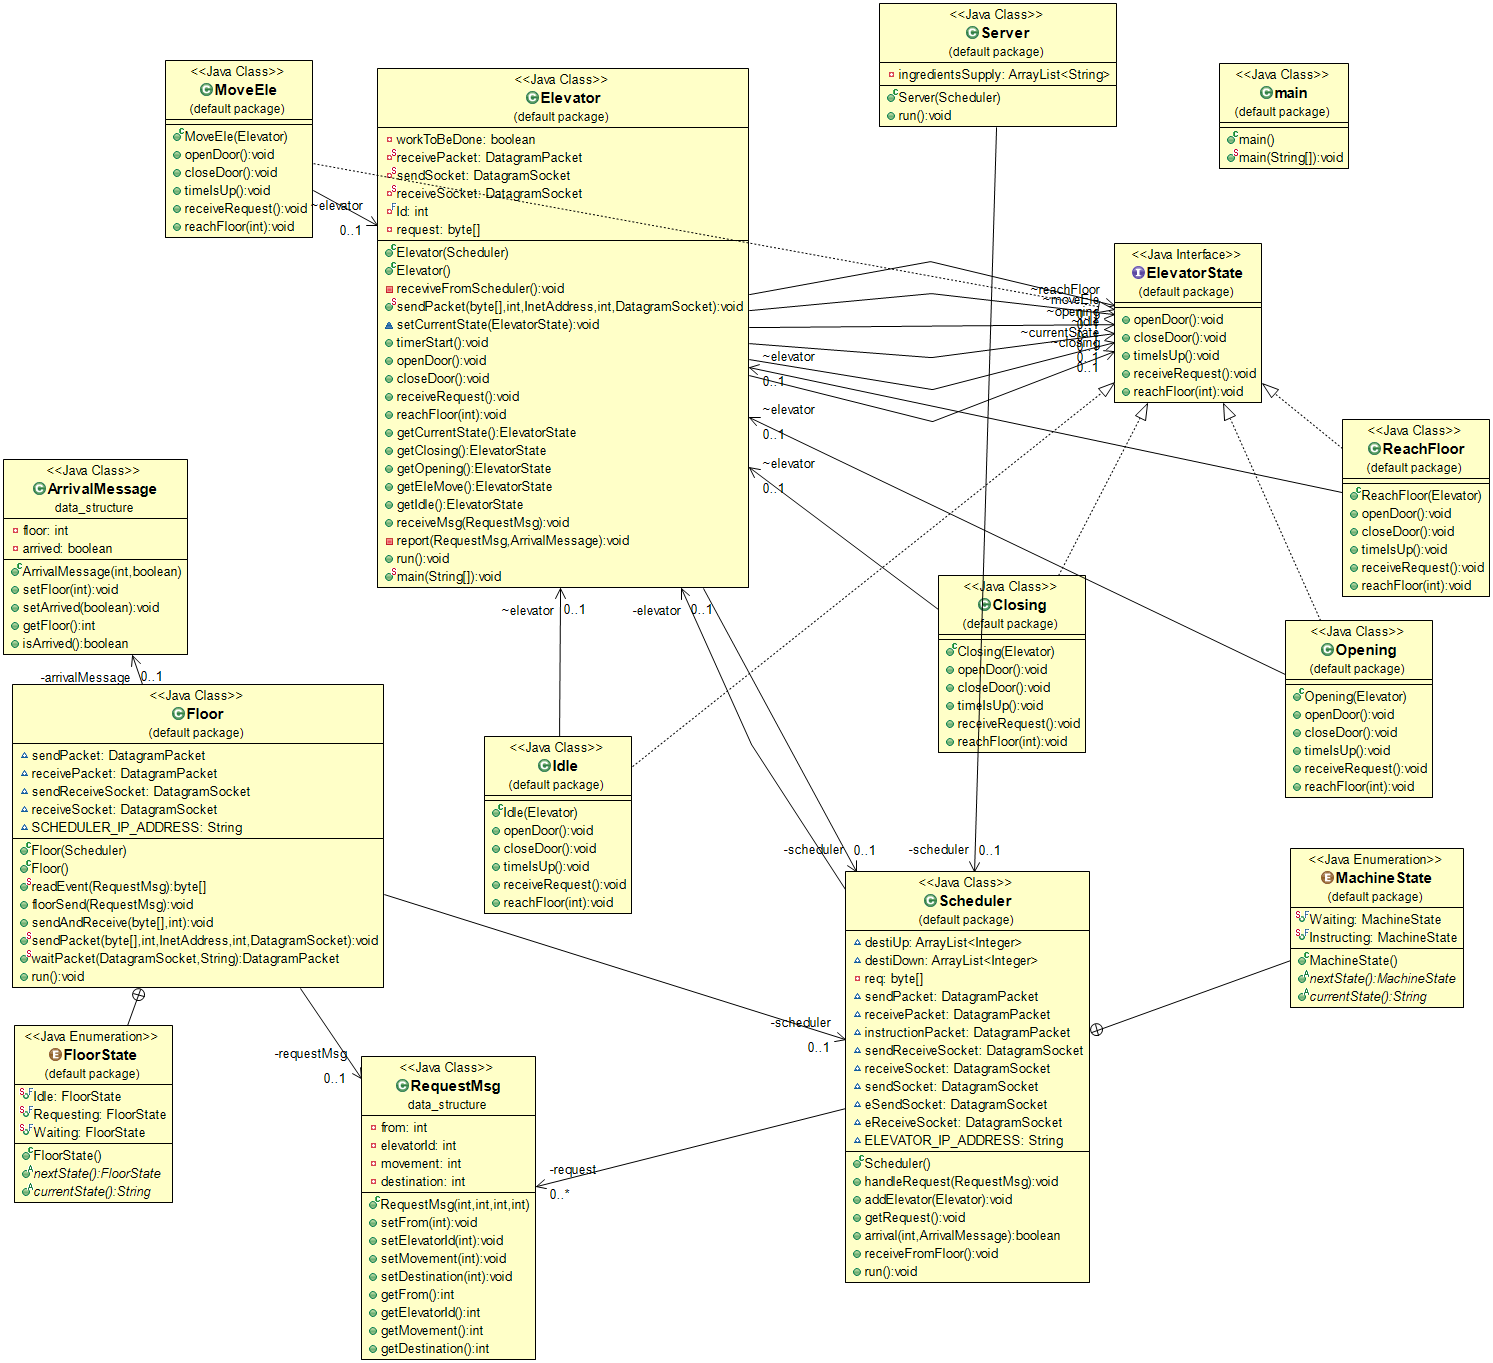 <<Java Class>>
MoveEle
(default package)
MoveEle(Elevator)
openDoor():void
closeDoor():void
timeIsUp():void
receiveRequest():void
reachFloor(int):void
~elevator
0..1
<<Java Class>>
Elevator
(default package)
workToBeDone: boolean
receivePacket: DatagramPacket
sendSocket: DatagramSocket
receiveSocket: DatagramSocket
Id: int
request: byte[]
Elevator(Scheduler)
Elevator()
receviveFromScheduler():void
sendPacket(byte[],int,InetAddress,int,DatagramSocket):void
setCurrentState(ElevatorState):void
timerStart():void
openDoor():void
closeDoor():void
receiveRequest():void
reachFloor(int):void
getCurrentState():ElevatorState
getClosing():ElevatorState
getOpening():ElevatorState
getEleMove():ElevatorState
getIdle():ElevatorState
receiveMsg(RequestMsg):void
report(RequestMsg,ArrivalMessage):void
run():void
main(String[]):void
<<Java Class>>
Server
(default package)
ingredientsSupply: ArrayList<String>
Server(Scheduler)
run():void
<<Java Class>>
main
(default package)
main()
main(String[]):void
<<Java Interface>>
ElevatorState
(default package)
openDoor():void
closeDoor():void
timeIsUp():void
receiveRequest():void
reachFloor(int):void
~reachFloor
~moveEle
~opening
~idle
~currentState
~closing
0..1
0..1
~elevator
0..1
~elevator
0..1
~elevator
0..1
<<Java Class>>
ReachFloor
(default package)
ReachFloor(Elevator)
openDoor():void
closeDoor():void
timeIsUp():void
receiveRequest():void
reachFloor(int):void
<<Java Class>>
ArrivalMessage
data_structure
floor: int
arrived: boolean
ArrivalMessage(int,boolean)
setFloor(int):void
setArrived(boolean):void
getFloor():int
isArrived():boolean
-arrivalMessage
0..1
<<Java Class>>
Closing
(default package)
Closing(Elevator)
openDoor():void
closeDoor():void
timeIsUp():void
receiveRequest():void
reachFloor(int):void
<<Java Class>>
Opening
(default package)
Opening(Elevator)
openDoor():void
closeDoor():void
timeIsUp():void
receiveRequest():void
reachFloor(int):void
~elevator
0..1
-elevator
0..1
<<Java Class>>
Floor
(default package)
sendPacket: DatagramPacket
receivePacket: DatagramPacket
sendReceiveSocket: DatagramSocket
receiveSocket: DatagramSocket
SCHEDULER_IP_ADDRESS: String
Floor(Scheduler)
Floor()
readEvent(RequestMsg):byte[]
floorSend(RequestMsg):void
sendAndReceive(byte[],int):void
sendPacket(byte[],int,InetAddress,int,DatagramSocket):void
waitPacket(DatagramSocket,String):DatagramPacket
run():void
<<Java Class>>
Idle
(default package)
Idle(Elevator)
openDoor():void
closeDoor():void
timeIsUp():void
receiveRequest():void
reachFloor(int):void
-scheduler
0..1
-scheduler
0..1
<<Java Class>>
Scheduler
(default package)
destiUp: ArrayList<Integer>
destiDown: ArrayList<Integer>
req: byte[]
sendPacket: DatagramPacket
receivePacket: DatagramPacket
instructionPacket: DatagramPacket
sendReceiveSocket: DatagramSocket
receiveSocket: DatagramSocket
sendSocket: DatagramSocket
eSendSocket: DatagramSocket
eReceiveSocket: DatagramSocket
ELEVATOR_IP_ADDRESS: String
Scheduler()
handleRequest(RequestMsg):void
addElevator(Elevator):void
getRequest():void
arrival(int,ArrivalMessage):boolean
receiveFromFloor():void
run():void
<<Java Enumeration>>
MachineState
(default package)
Waiting: MachineState
Instructing: MachineState
MachineState()
nextState():MachineState
currentState():String
-scheduler
0..1
<<Java Enumeration>>
FloorState
(default package)
Idle: FloorState
Requesting: FloorState
Waiting: FloorState
FloorState()
nextState():FloorState
currentState():String
-requestMsg
0..1
<<Java Class>>
RequestMsg
data_structure
from: int
elevatorId: int
movement: int
destination: int
RequestMsg(int,int,int,int)
setFrom(int):void
setElevatorId(int):void
setMovement(int):void
setDestination(int):void
getFrom():int
getElevatorId():int
getMovement():int
getDestination():int
-request
0..*